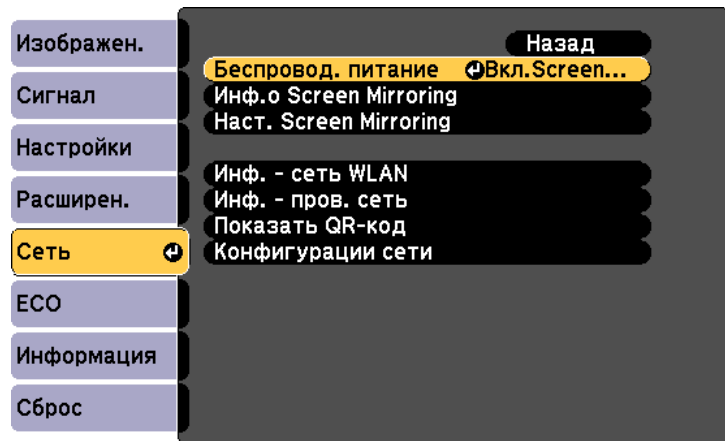 Изображен.
Сигнал
Настройки
Расширен.
Сеть
ECO
Информация
Сброс
Назад
Беспровод. питание Вкл.Screen...
Инф.о Screen Mirroring
Наст. Screen Mirroring
Инф. - сеть WLAN
Инф. - пров. сеть
Показать QR-код
Конфигурации сети